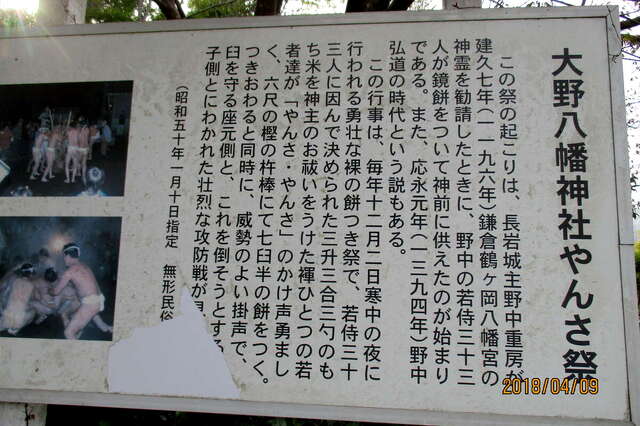 大野八幡神社やんさ祭
この祭の起こりは、長岩城主野中重房が
建久七年(一一九六年)鎌倉鶴ヶ岡八幡宮の
神霊を勧請したときに、野中の若侍三十三
人が鏡餅をついて神前に供えたのが始まり
である。また、応永元年(一三九四年)野中
弘道の時代という説もある。
この行事は、毎年十二月二日寒中の夜に
行われる勇壮な裸の餅つき祭で、若侍三十
三人に因んで決められた三升三合三勺のも
ち米を神主のお祓いをうけた褌ひとつの若
者達が「やんさ・やんさ」のかけ声勇まし
く、六尺の樫の杵棒にて七臼半の餅をつく。
つきおわると同時に、威勢のよい掛声で、
臼を守る座元側と、これを倒そうとする
子側とにわかれた壮烈な攻防戦が
(昭和五十年一月十日指定 無形民俗
2018/04/09